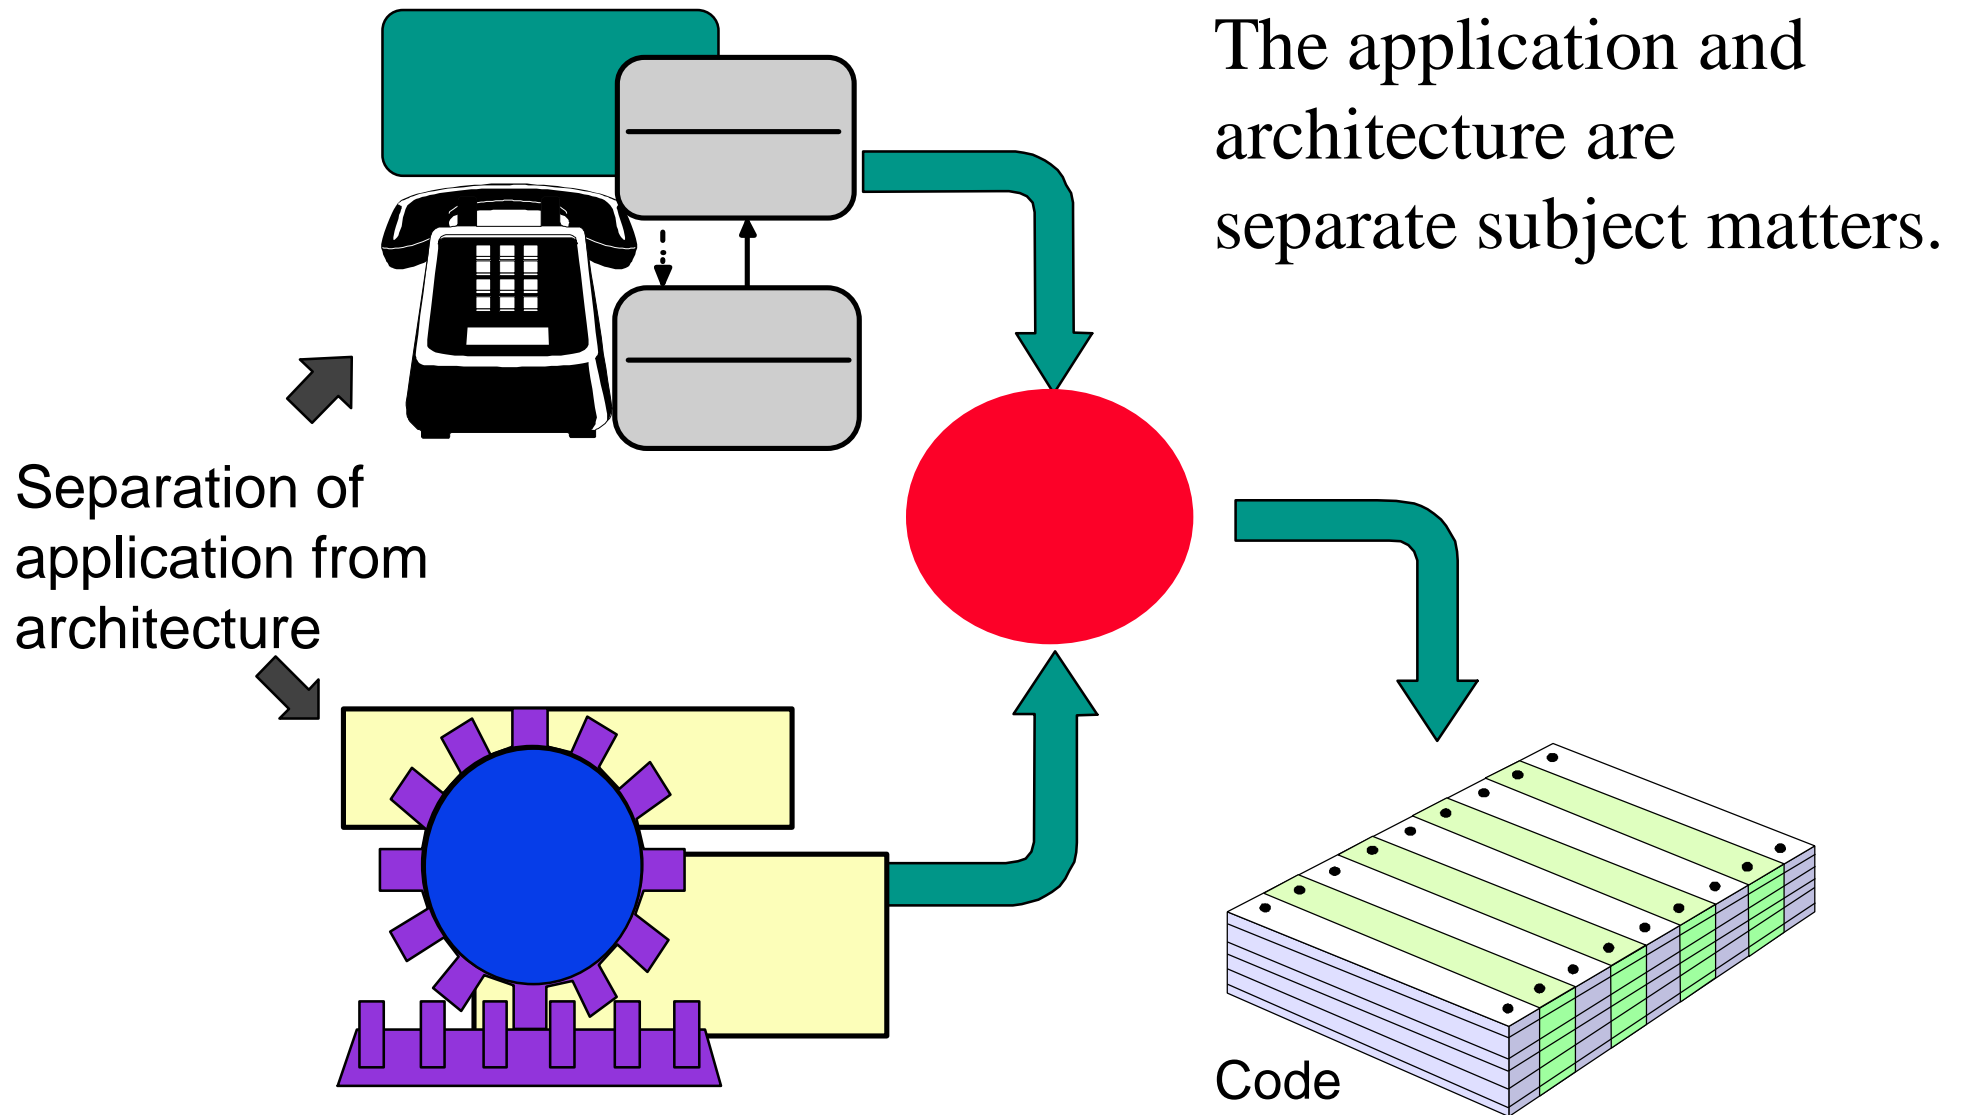 The application and
architecture are
separate subject matters.
Separation of
application from
architecture
Code